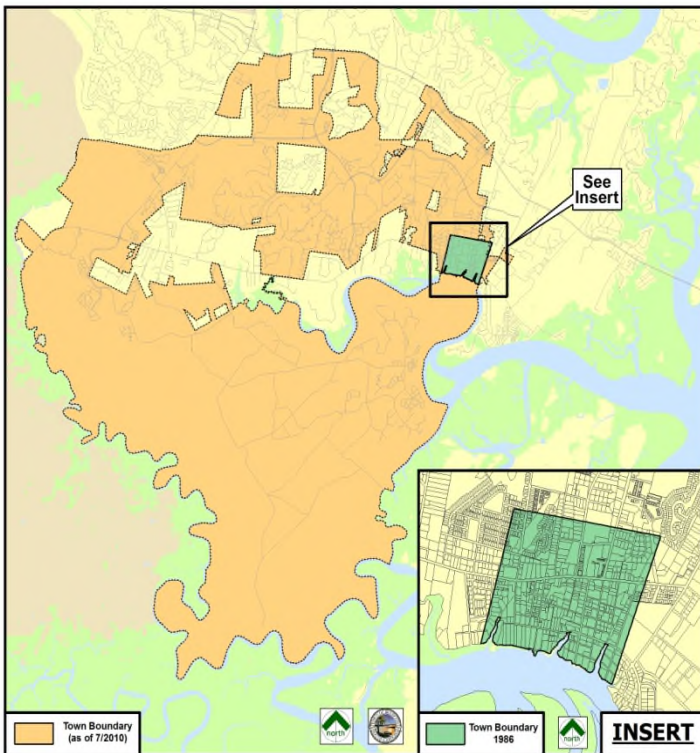 See
Insert
Town Boundary
(as of 7/2010)
north
Town Boundary
1986
north
INSERT